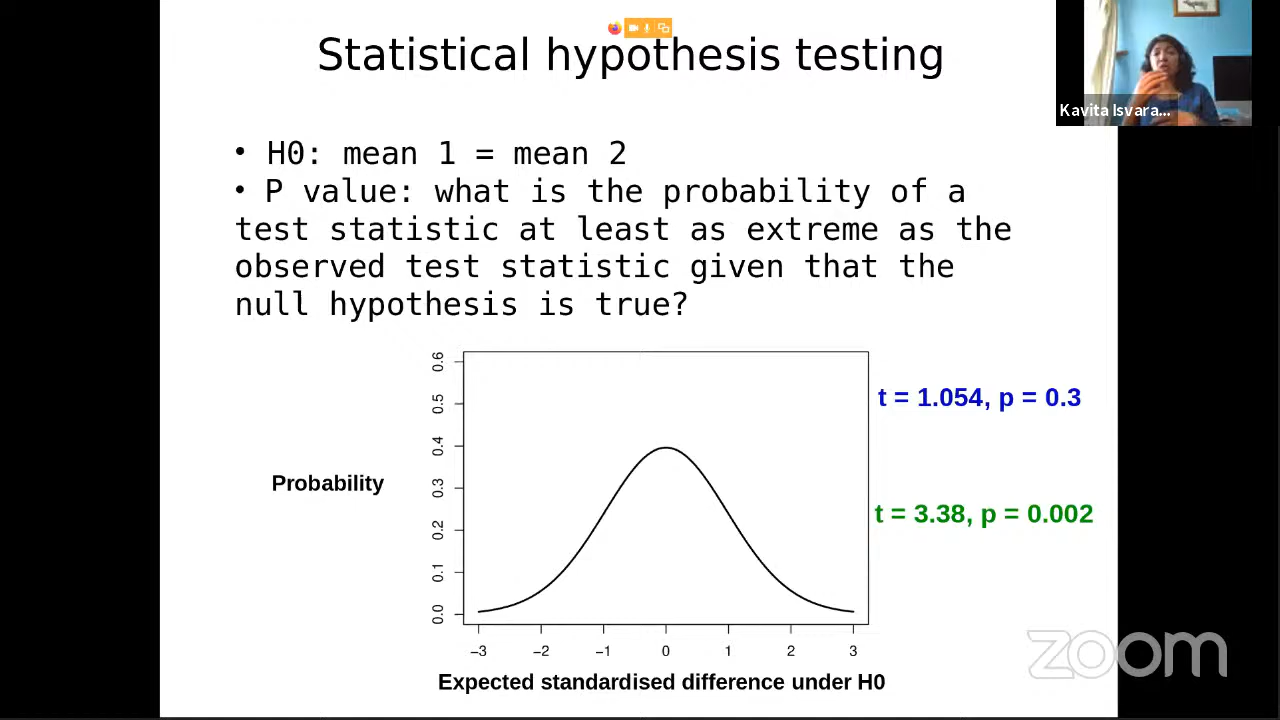 Statistical hypothesis testing
Kavita Isvara...
• H0: mean 1 = mean 2
• P value: what is the probability of a
test statistic at least as extreme as the
observed test statistic given that the
null hypothesis is true?
0.6
0.5
0.4
0.3
0.2
0.1
0.0
Probability
t = 1.054, p = 0.3
t = 3.38, p = 0.002
−3 −2 −1 0 1 2 3
Expected standardised difference under H0
zoom